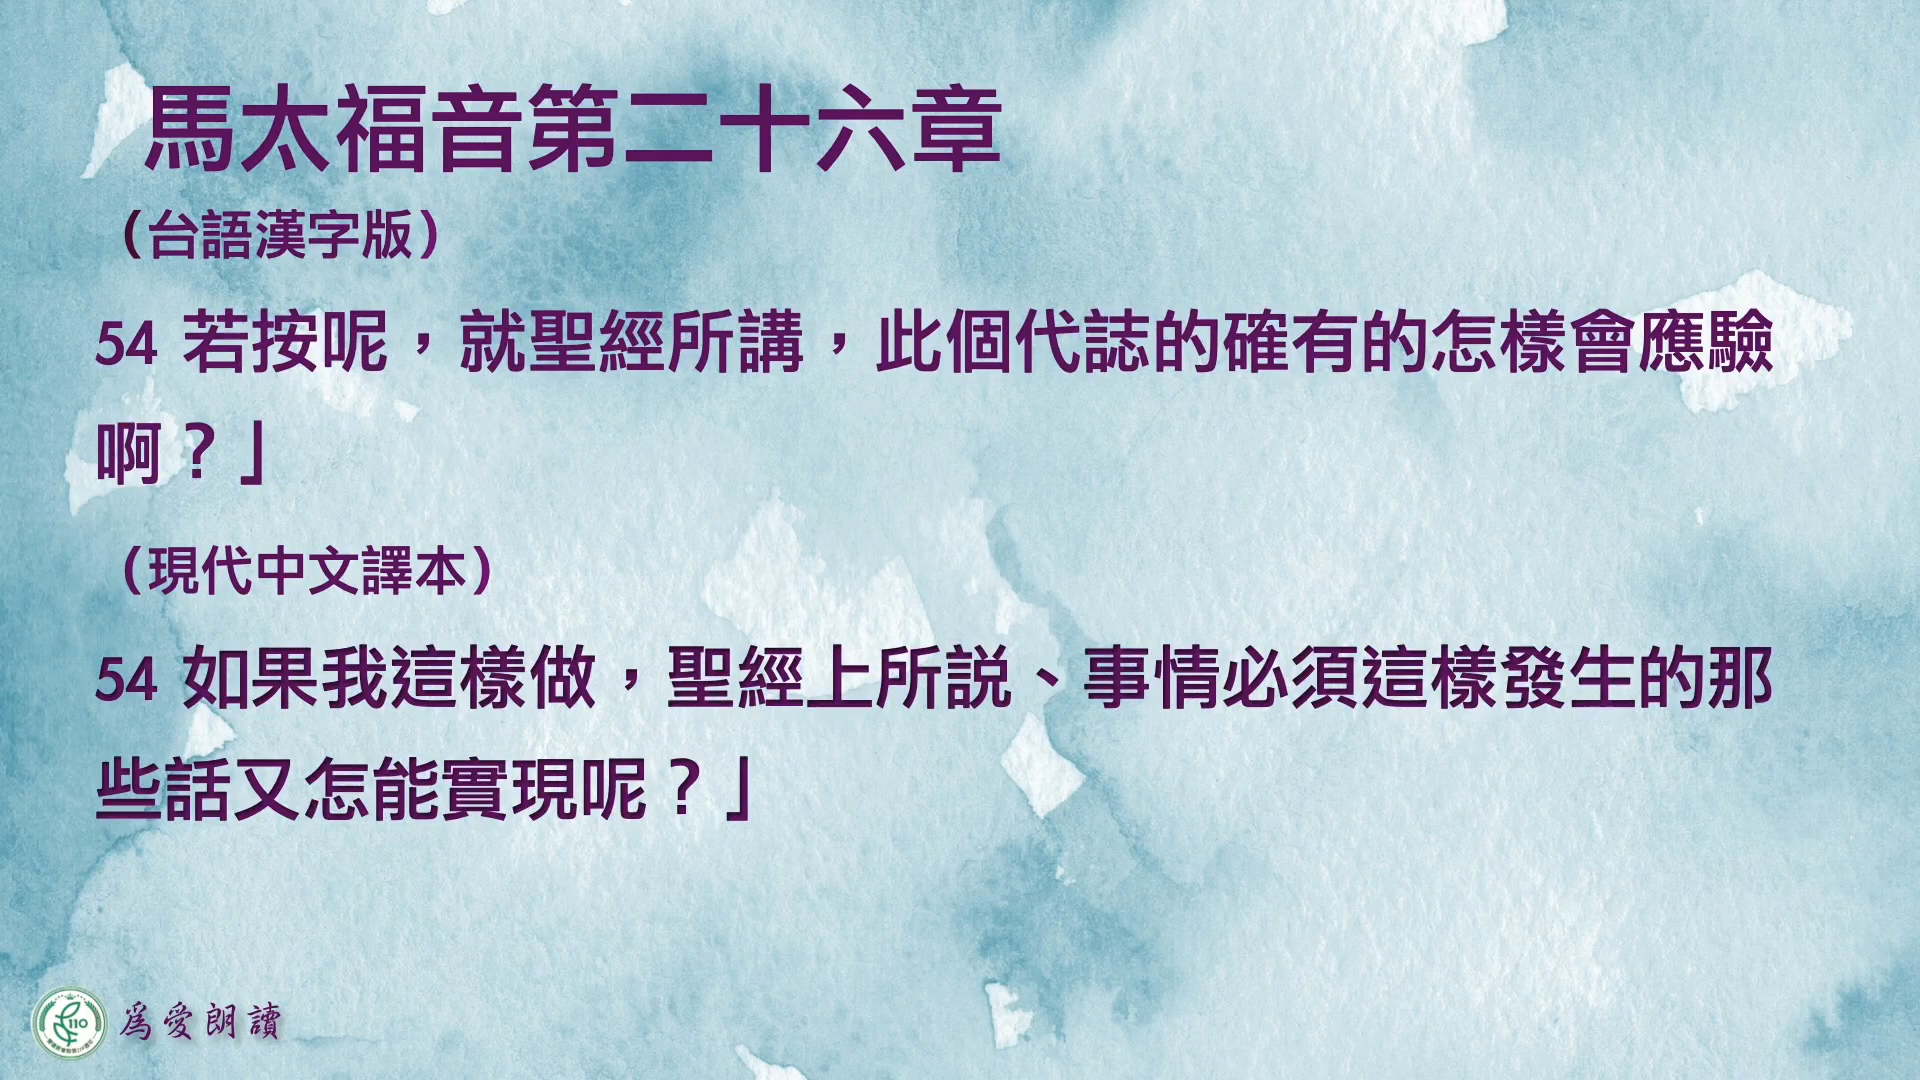 馬太福音第二十六章
（台語漢字版）
54 若按呢，就聖經所講，此個代誌的確有的怎樣會應驗
啊？」
（現代中文譯本）
54 如果我這樣做，聖經上所説、事情必須這樣發生的那
些話又怎能實現呢？」
110
為愛朗讀